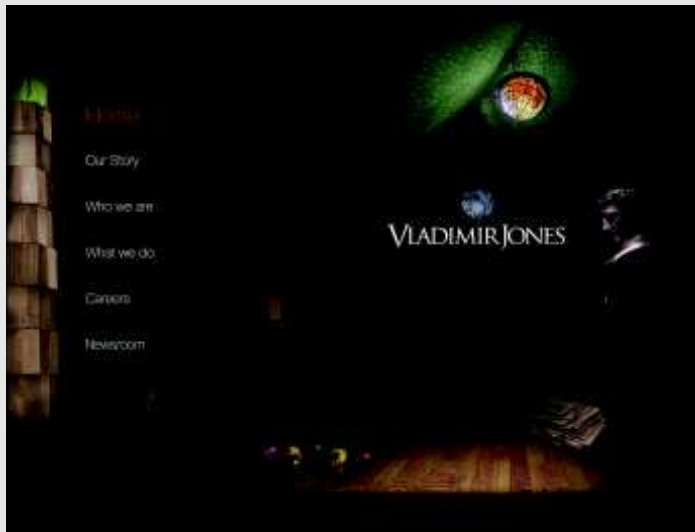 Home
Our Story
Who we are
What we do
Careers
Newsroom
VLADIMIR JONES